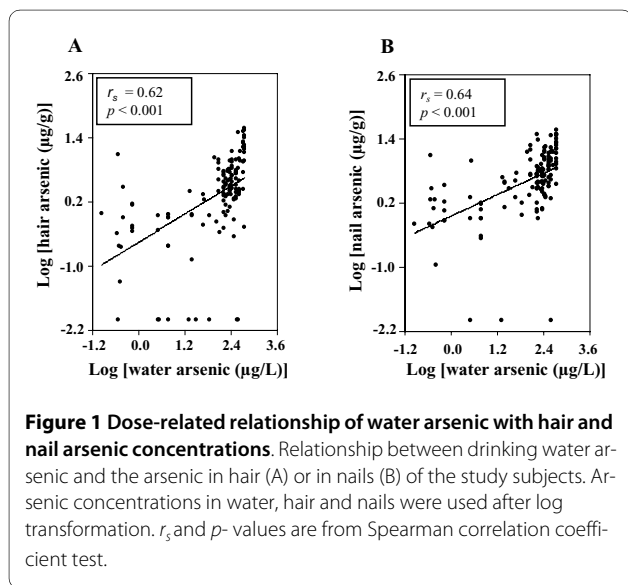 A
B
2.6
1.4
0.2
-1.0
-2.2
Log [hair arsenic (µg/g)]
r_s = 0.62
p < 0.001
-1.2 0.0 1.2 2.4 3.6
Log [water arsenic (µg/L)]
2.6
1.4
0.2
-1.0
-2.2
Log [nail arsenic (µg/g)]
r_s = 0.64
p < 0.001
-1.2 0.0 1.2 2.4 3.6
Log [water arsenic (µg/L)]
Figure 1 Dose-related relationship of water arsenic with hair and
nail arsenic concentrations. Relationship between drinking water ar-
senic and the arsenic in hair (A) or in nails (B) of the study subjects. Ar-
senic concentrations in water, hair and nails were used after log
transformation. r_s and p- values are from Spearman correlation coeffi-
cient test.